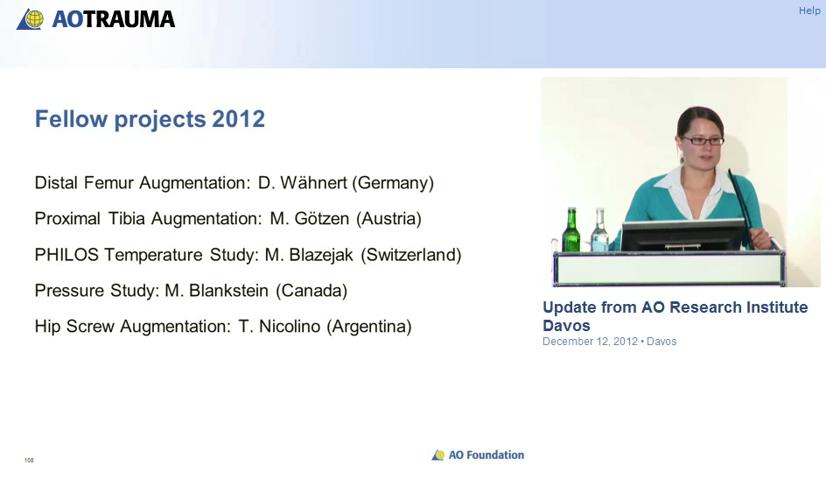 AOTRAUMA
Help
Fellow projects 2012
Distal Femur Augmentation: D. Wähnert (Germany)
Proximal Tibia Augmentation: M. Götzen (Austria)
PHILOS Temperature Study: M. Blazejak (Switzerland)
Pressure Study: M. Blankstein (Canada)
Hip Screw Augmentation: T. Nicolino (Argentina)
Update from AO Research Institute
Davos
December 12, 2012 • Davos
108
AO Foundation